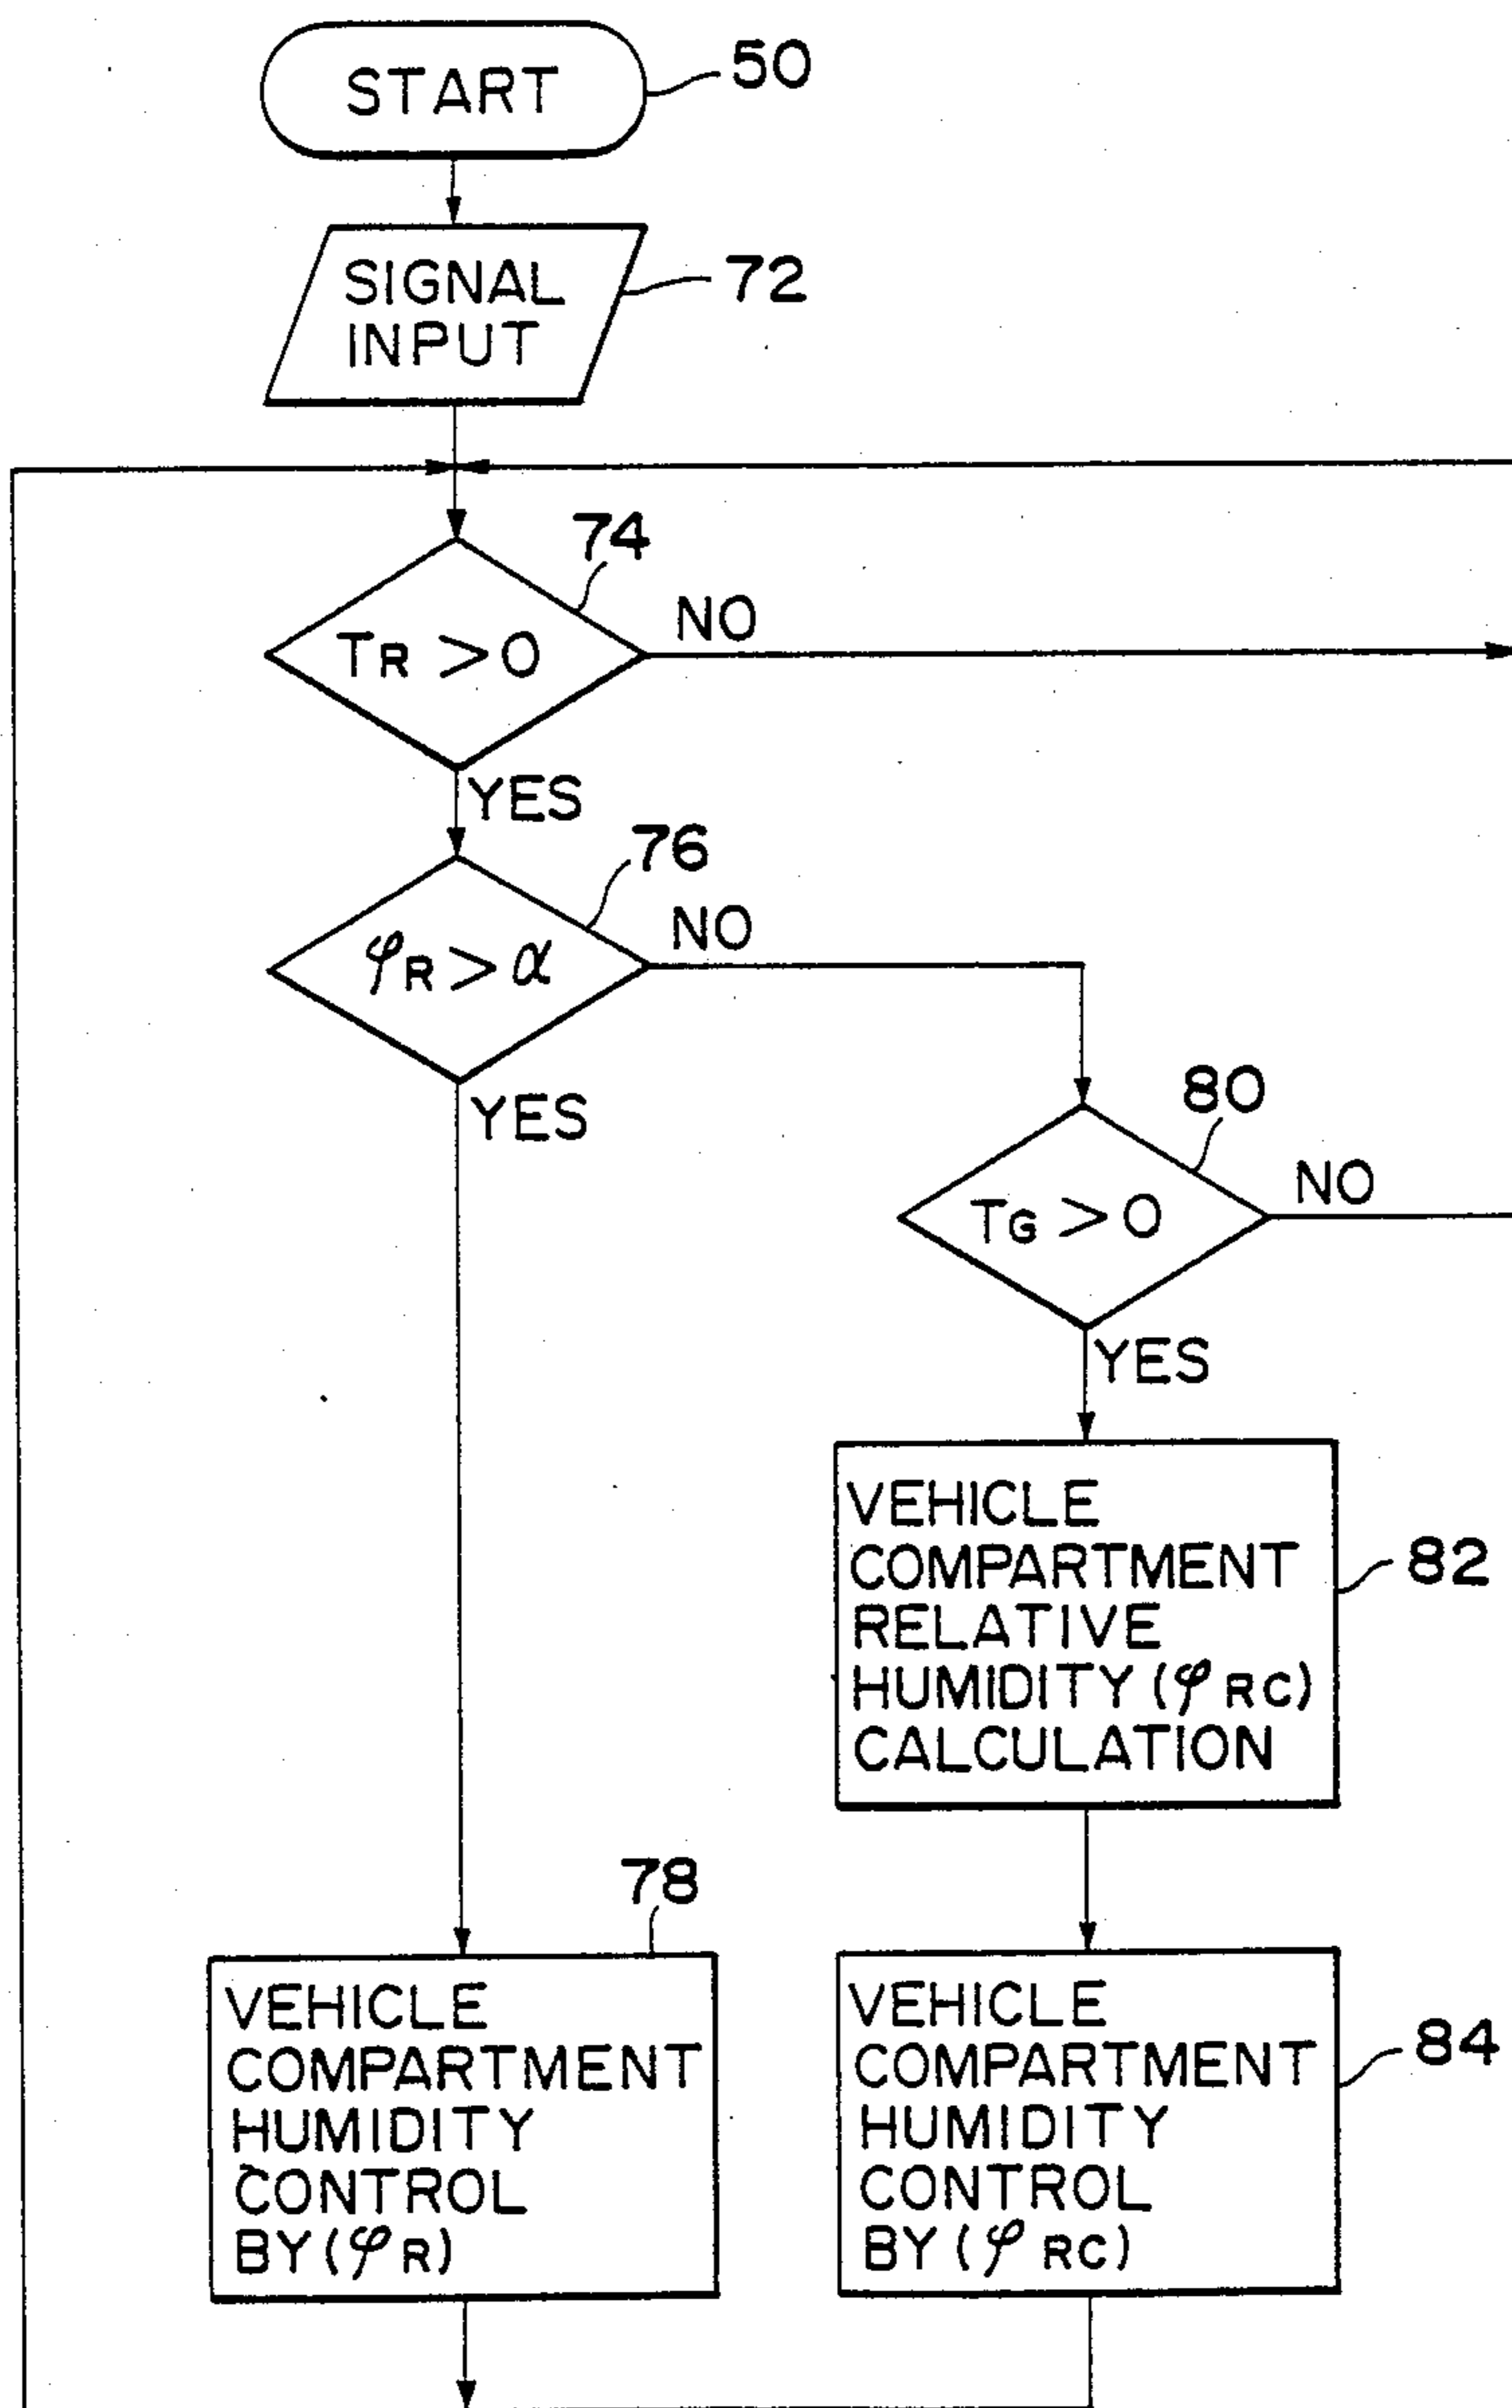 START
50
SIGNAL
INPUT
72
74
TR > 0
NO
YES
76
φR > α
NO
YES
80
TG > 0
NO
YES
VEHICLE
COMPARTMENT
RELATIVE
HUMIDITY (φRC)
CALCULATION
82
78
VEHICLE
COMPARTMENT
HUMIDITY
CONTROL
BY (φR)
VEHICLE
COMPARTMENT
HUMIDITY
CONTROL
BY (φRC)
84